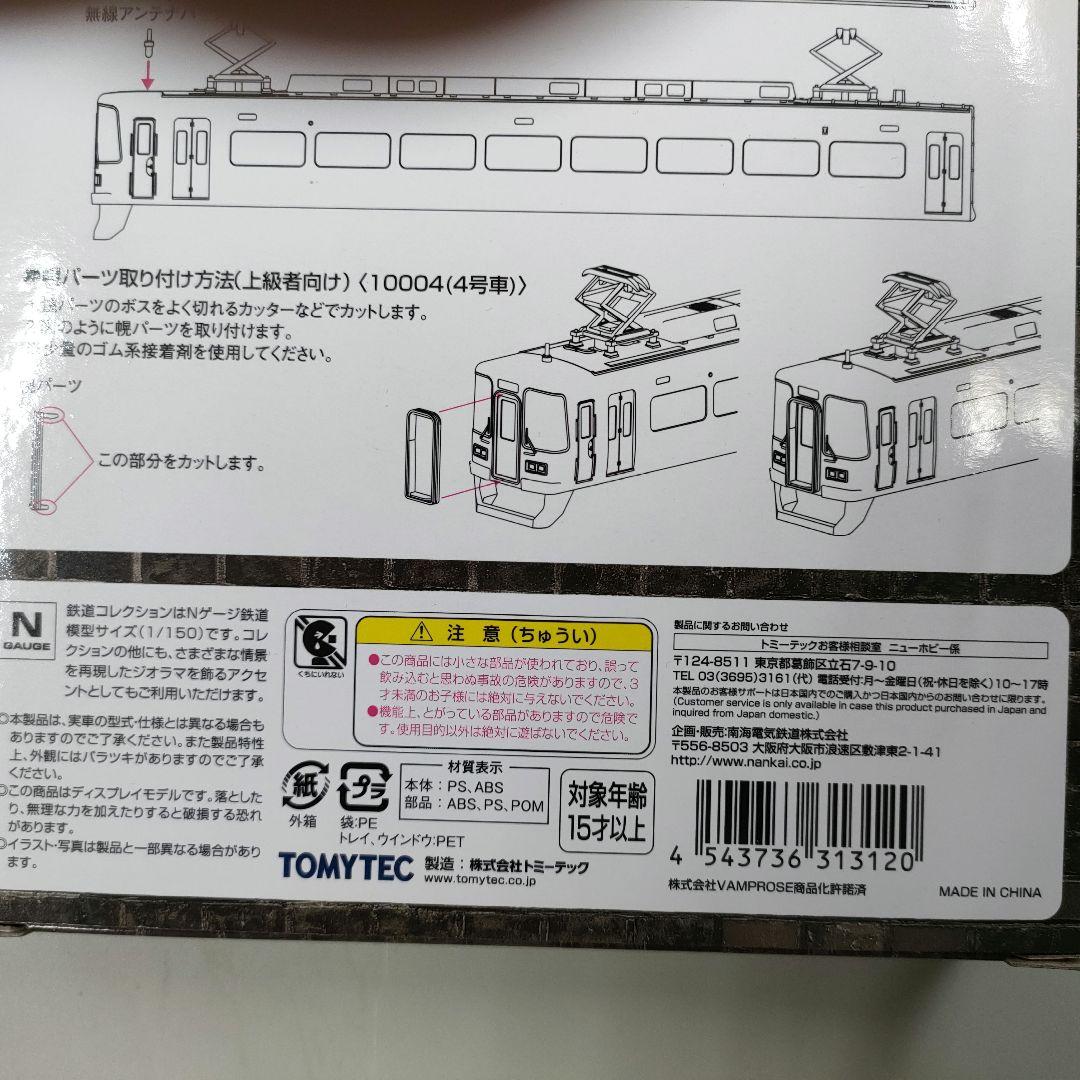 無線アンテナ
パーツ取り付け方法(上級者向け)〈10004(4号車)〉
パーツのボスをよく切れるカッターなどでカットします。
のように幌パーツを取り付けます。
量のゴム系接着剤を使用してください。
パーツ
この部分をカットします。
N
GAUGE
鉄道コレクションはNゲージ鉄道
模型サイズ(1/150)です。コレ
クションの他にも、さまざまな情景
を再現したジオラマを飾るアクセ
ントとしてもご利用いただけます。
◎本製品は、実車の型式・仕様とは異なる場合も
ありますのでご了承ください。また製品特性
上、外観にはバラツキがありますのでご了承
ください。
◎この商品はディスプレイモデルです。落とした
り、無理な力を加えたりすると破損する恐れ
があります。
◎イラスト・写真は製品と一部異なる場合があり
ます。
くちにいれない
注 意(ちゅうい)
●この商品には小さな部品が使われており、誤って
飲み込むと思わぬ事故の危険がありますので、3
才未満のお子様には絶対に与えないでください。
●機能上、とがっている部品がありますので危険で
す。使用目的以外は絶対に遊ばないでください。
紙
外箱
プラ
袋:PE
トレイ、ウインドウ:PET
材質表示
本体:PS、ABS
部品:ABS、PS、POM
対象年齢
15才以上
TOMYTEC 製造:株式会社トミーテック
www.tomytec.co.jp
製品に関するお問い合わせ
トミーテックお客様相談室 ニューホビー係
〒124-8511 東京都葛飾区立石7-9-10
TEL 03(3695)3161(代) 電話受付:月~金曜日(祝・休日を除く)10~17時
本製品のお客様サポートは日本国内でのご購入かつ日本国内からのお問い合わせに限ります。
(Customer service is only available in case this product purchased in Japan and
inquired from Japan domestic.)
企画・販売:南海電気鉄道株式会社
〒556-8503 大阪府大阪市浪速区敷津東2-1-41
http://www.nankai.co.jp
4 543736 313120
株式会社VAMPROSE商品化許諾済
MADE IN CHINA